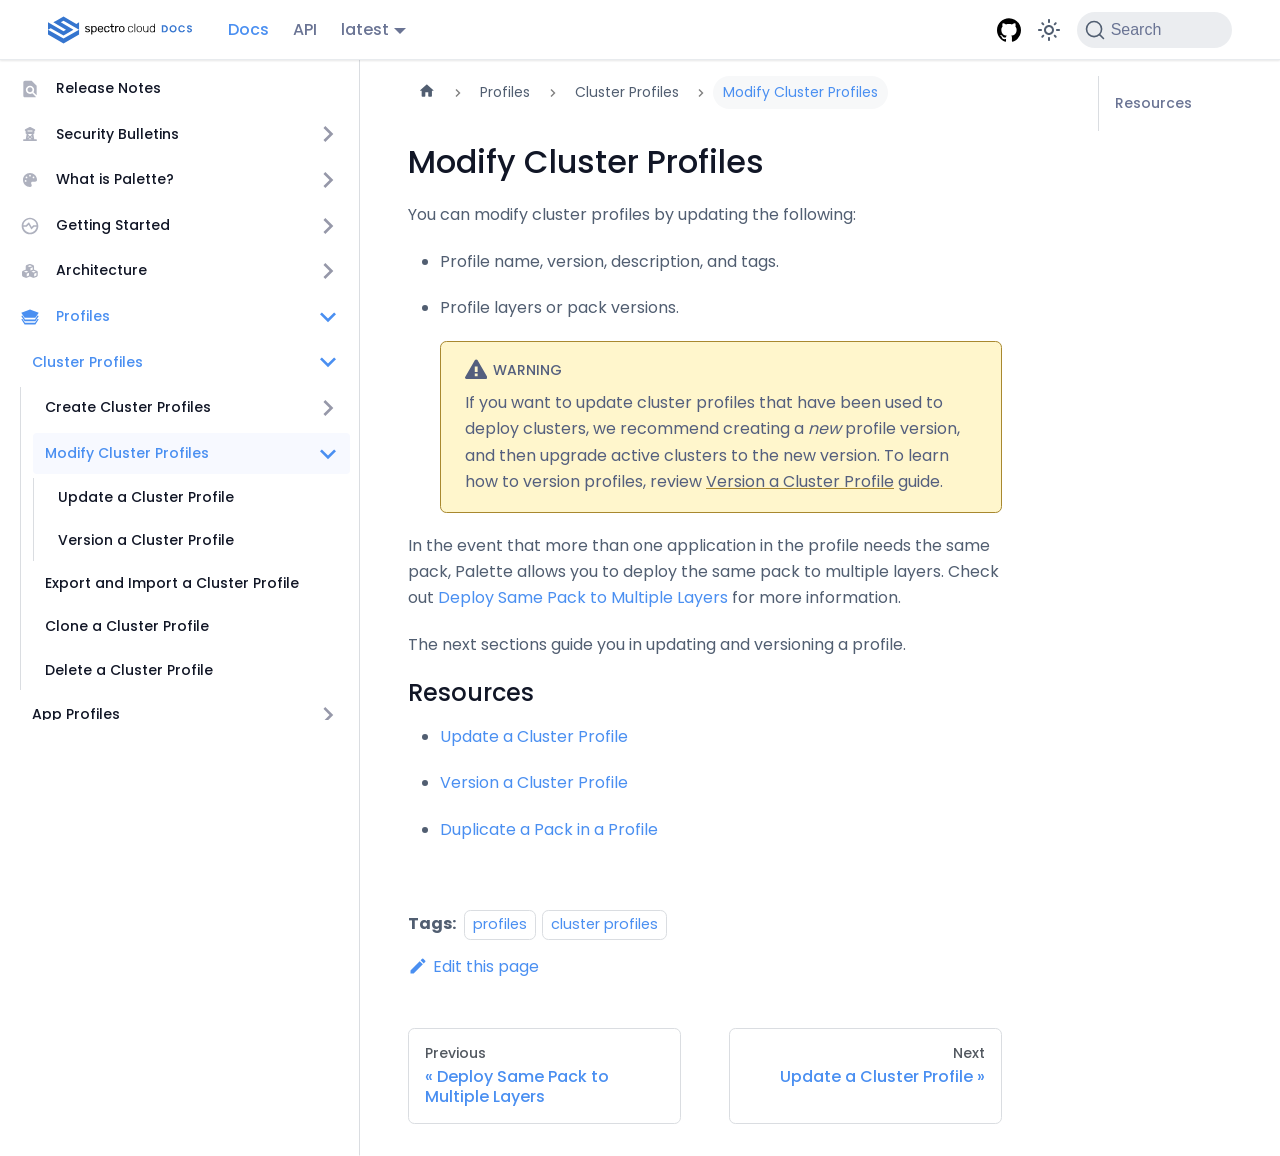 spectro cloud DOCS
Docs
API
latest
Search
Release Notes
Security Bulletins
What is Palette?
Getting Started
Architecture
Profiles
Cluster Profiles
Create Cluster Profiles
Modify Cluster Profiles
Update a Cluster Profile
Version a Cluster Profile
Export and Import a Cluster Profile
Clone a Cluster Profile
Delete a Cluster Profile
App Profiles
Profiles
Cluster Profiles
Modify Cluster Profiles
Modify Cluster Profiles
You can modify cluster profiles by updating the following:
Profile name, version, description, and tags.
Profile layers or pack versions.
WARNING
If you want to update cluster profiles that have been used to
deploy clusters, we recommend creating a new profile version,
and then upgrade active clusters to the new version. To learn
how to version profiles, review Version a Cluster Profile guide.
In the event that more than one application in the profile needs the same
pack, Palette allows you to deploy the same pack to multiple layers. Check
out Deploy Same Pack to Multiple Layers for more information.
The next sections guide you in updating and versioning a profile.
Resources
Update a Cluster Profile
Version a Cluster Profile
Duplicate a Pack in a Profile
Tags: profiles cluster profiles
Edit this page
Previous
« Deploy Same Pack to
Multiple Layers
Next
Update a Cluster Profile »
Resources